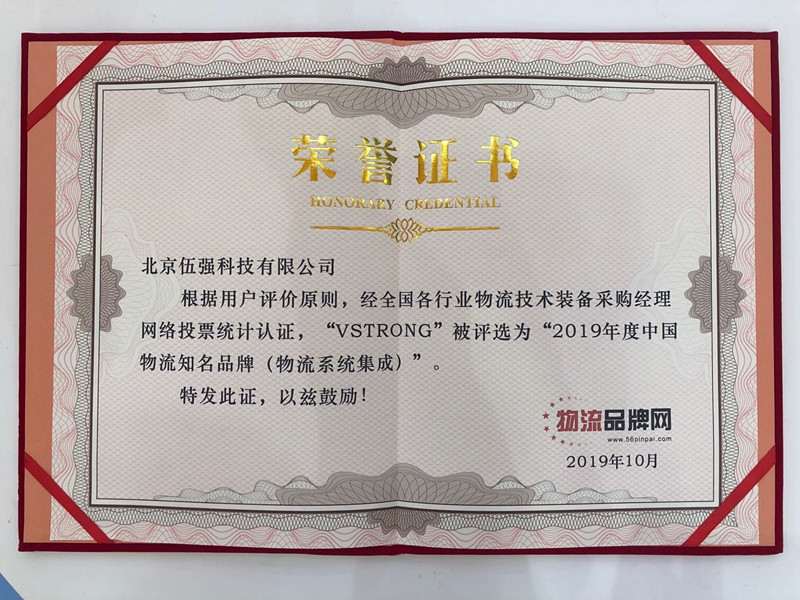 荣誉证书
HONORARY CREDENTIAL
北京伍强科技有限公司
根据用户评价原则，经全国各行业物流技术装备采购经理
网络投票统计认证，“VSTRONG”被评选为“2019年度中国
物流知名品牌（物流系统集成）”。
特发此证，以兹鼓励！
物流品牌网
www.56pinpai.com
2019年10月